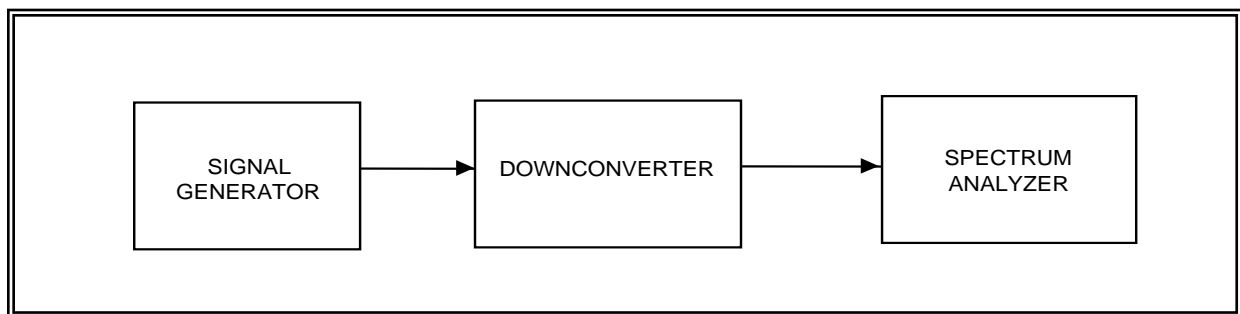 SIGNAL
GENERATOR
DOWNCONVERTER
SPECTRUM
ANALYZER